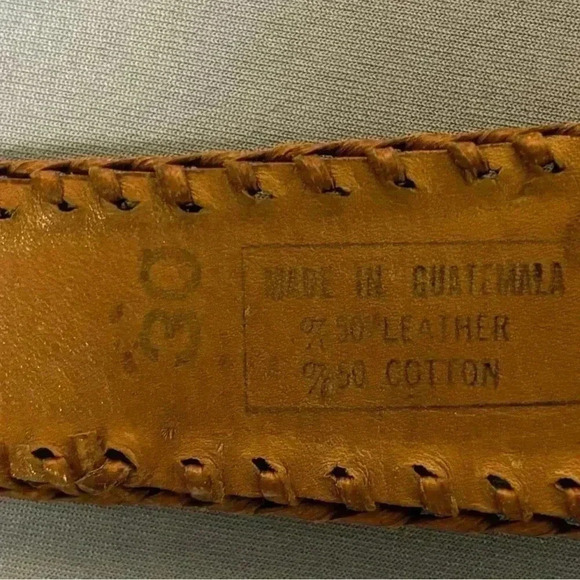 30
MADE IN GUATEMALA
% 50 LEATHER
% 50 COTTON